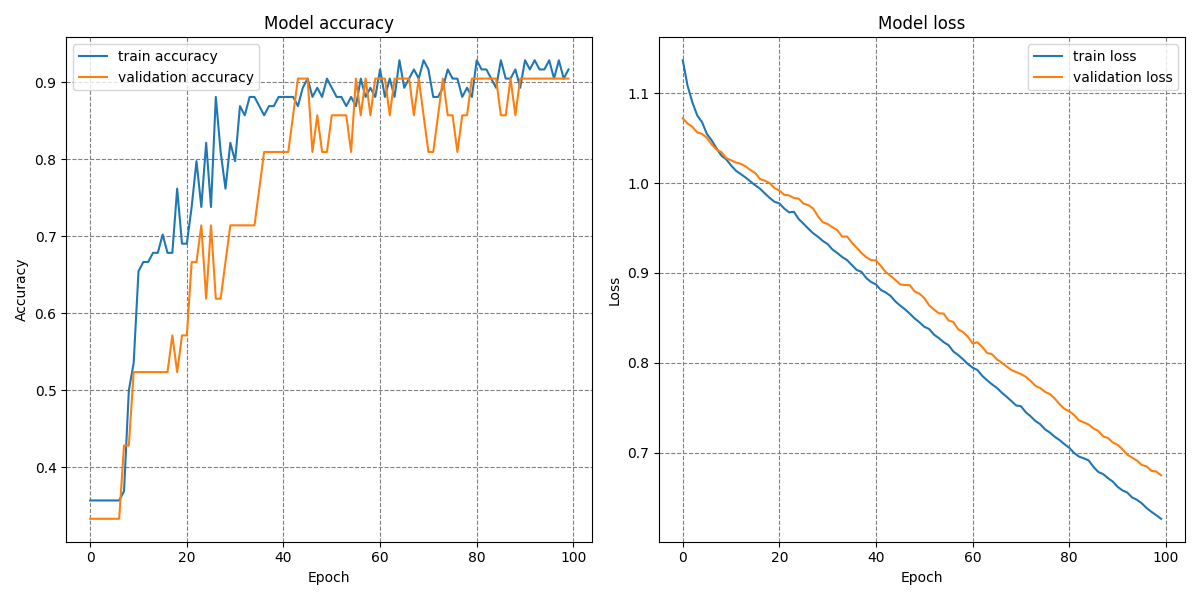 Model accuracy
train accuracy
validation accuracy
0.9
0.8
0.7
0.6
0.5
0.4
Accuracy
0 20 40 60 80 100
Epoch
Model loss
train loss
validation loss
1.1
1.0
0.9
0.8
0.7
Loss
0 20 40 60 80 100
Epoch